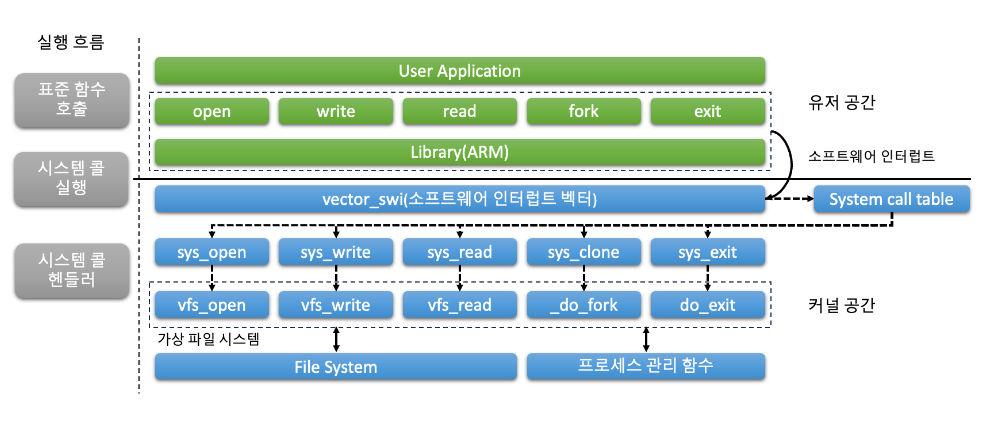 실행 흐름
표준 함수
호출
시스템 콜
실행
시스템 콜
헨들러
User Application
open
write
read
fork
exit
Library(ARM)
유저 공간
소프트웨어 인터럽트
vector_swi(소프트웨어 인터럽트 벡터)
System call table
sys_open
sys_write
sys_read
sys_clone
sys_exit
vfs_open
vfs_write
vfs_read
_do_fork
do_exit
커널 공간
가상 파일 시스템
File System
프로세스 관리 함수